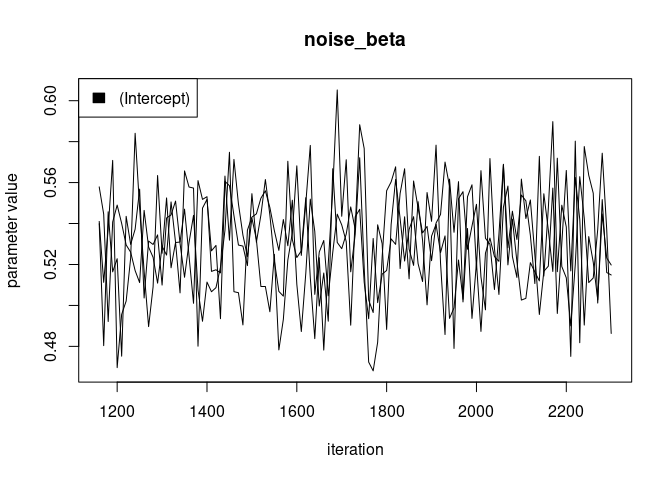 noise_beta
(Intercept)
parameter value
0.60
0.56
0.52
0.48
1200 1400 1600 1800 2000 2200
iteration